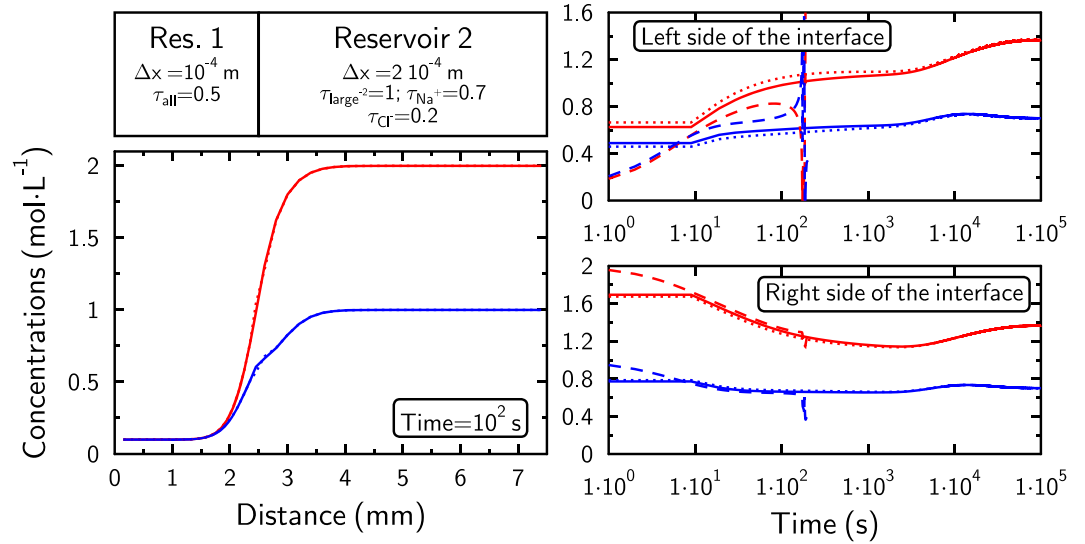 Res. 1
Δx =10⁻⁴ m
τall=0.5
Reservoir 2
Δx =2 10⁻⁴ m
τlarge⁻²=1; τNa⁺=0.7
τCl⁻=0.2
Concentrations (mol·L⁻¹)
2
1.5
1
0.5
0
Time=10² s
0 1 2 3 4 5 6 7
Distance (mm)
1.6
1.2
0.8
0.4
0
Left side of the interface
1·10⁰ 1·10¹ 1·10² 1·10³ 1·10⁴ 1·10⁵
2
1.6
1.2
0.8
0.4
0
Right side of the interface
1·10⁰ 1·10¹ 1·10² 1·10³ 1·10⁴ 1·10⁵
Time (s)